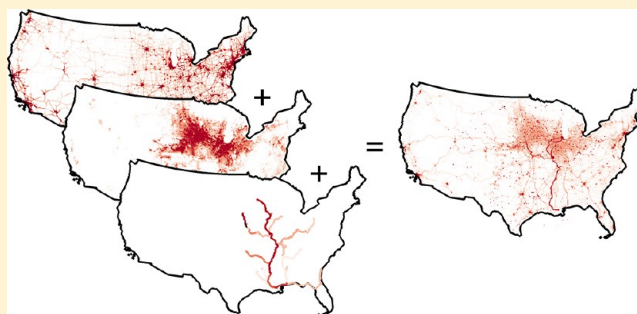 +
+
=